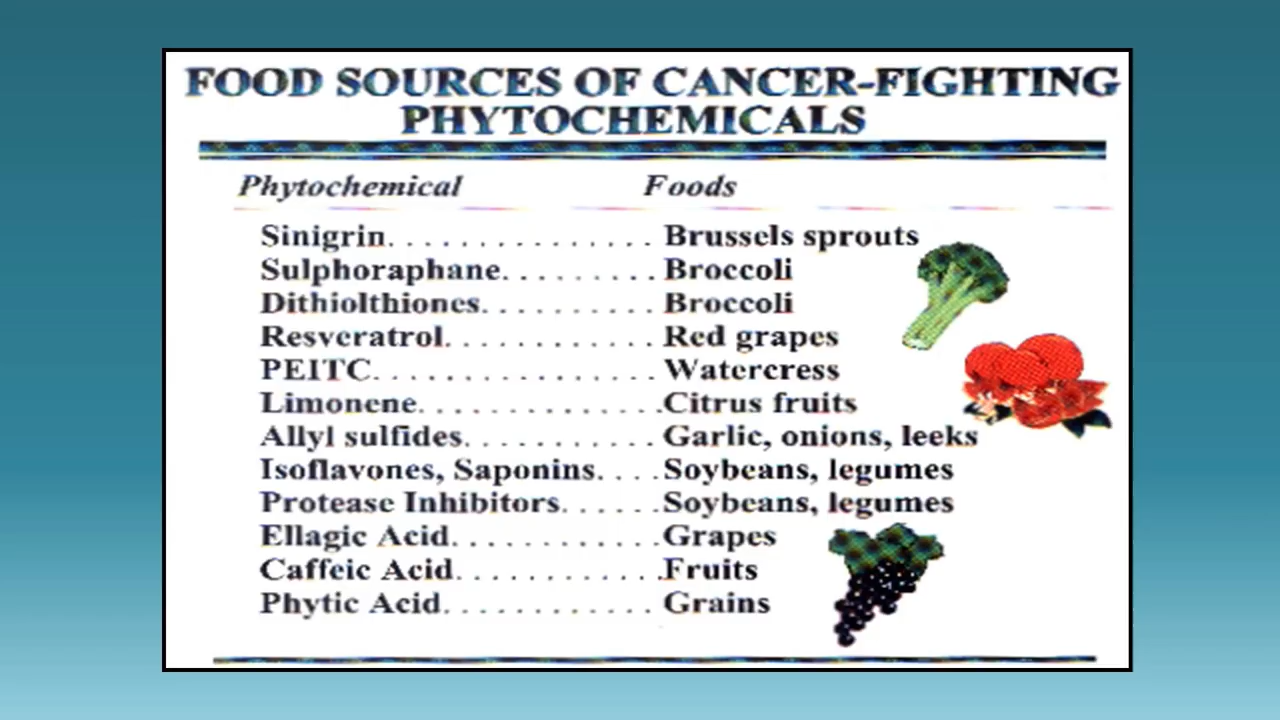 FOOD SOURCES OF CANCER-FIGHTING
PHYTOCHEMICALS
Phytochemical Foods
Sinigrin. . . . . . . . . . . . . . . . Brussels sprouts
Sulphoraphane. . . . . . . . . Broccoli
Dithiolthiones. . . . . . . . . . Broccoli
Resveratrol. . . . . . . . . . . . Red grapes
PEITC. . . . . . . . . . . . . . . . Watercress
Limonene. . . . . . . . . . . . . .Citrus fruits
Allyl sulfides. . . . . . . . . . . Garlic, onions, leeks
Isoflavones, Saponins. . . . Soybeans, legumes
Protease Inhibitors. . . . . . Soybeans, legumes
Ellagic Acid. . . . . . . . . . . .Grapes
Caffeic Acid. . . . . . . . . . . .Fruits
Phytic Acid. . . . . . . . . . . . Grains